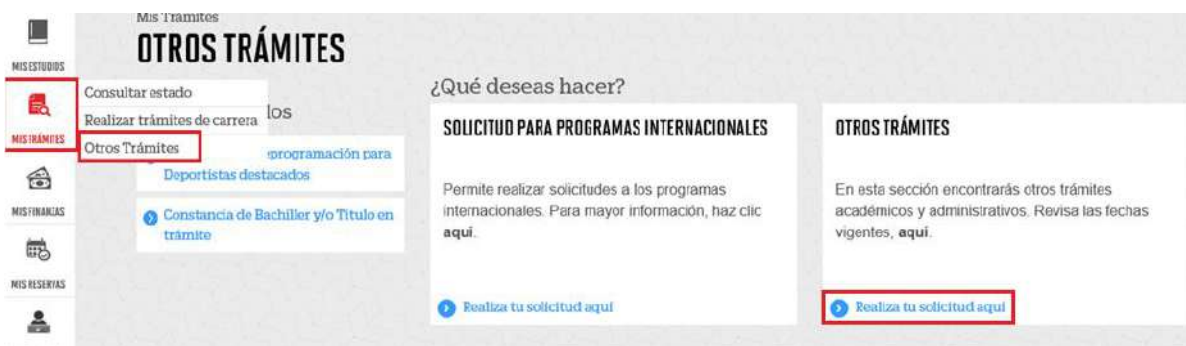 Mis Trámites
OTROS TRÁMITES
MIS ESTUDIOS
MIS TRÁMITES
MIS FINANZAS
MIS RESERVAS
Consultar estado
Realizar trámites de carrera
Otros Trámites
programación para
Deportistas destacados
Constancia de Bachiller y/o Título en
trámite
¿Qué deseas hacer?
SOLICITUD PARA PROGRAMAS INTERNACIONALES
Permite realizar solicitudes a los programas
internacionales. Para mayor información, haz clic
aquí.
Realiza tu solicitud aquí
OTROS TRÁMITES
En esta sección encontrarás otros trámites
académicos y administrativos. Revisa las fechas
vigentes, aquí.
Realiza tu solicitud aquí